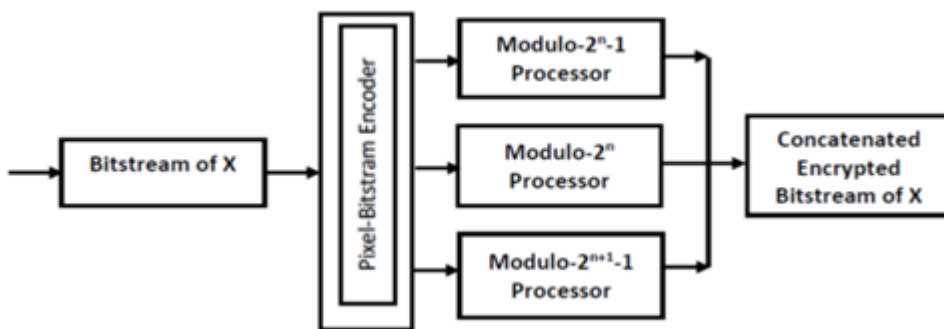 Bitstream of X
Pixel-Bitstram Encoder
Modulo-2ⁿ-1
Processor
Modulo-2ⁿ
Processor
Modulo-2ⁿ⁺¹-1
Processor
Concatenated
Encrypted
Bitstream of X